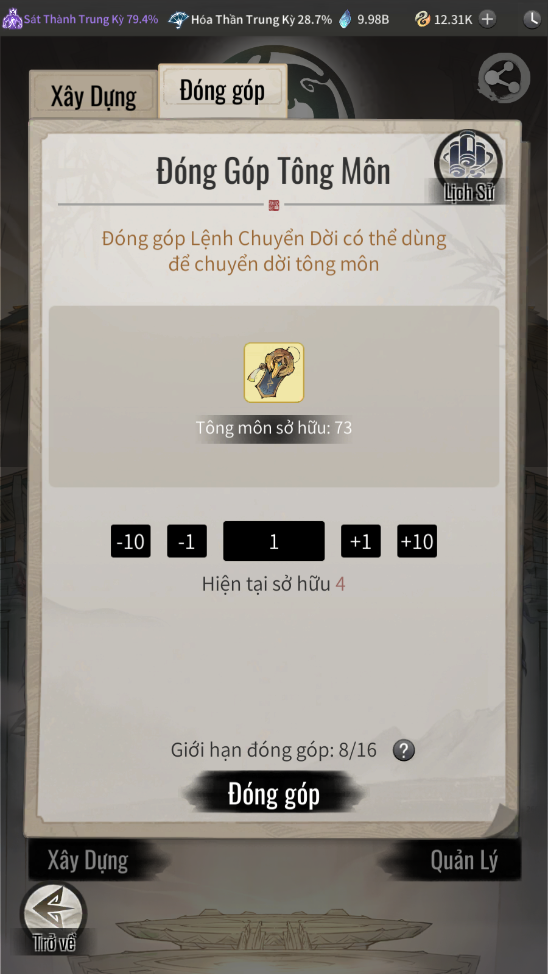 Sát Thành Trung Kỳ 79.4% Hóa Thần Trung Kỳ 28.7% 9.98B 12.31K
Xây Dựng Đóng góp
Đóng Góp Tông Môn
Lịch Sử
Đóng góp Lệnh Chuyển Dời có thể dùng
để chuyển dời tông môn
Tông môn sở hữu: 73
-10 -1 1 +1 +10
Hiện tại sở hữu 4
Giới hạn đóng góp: 8/16 ?
Đóng góp
Xây Dựng Quản Lý
Trở về